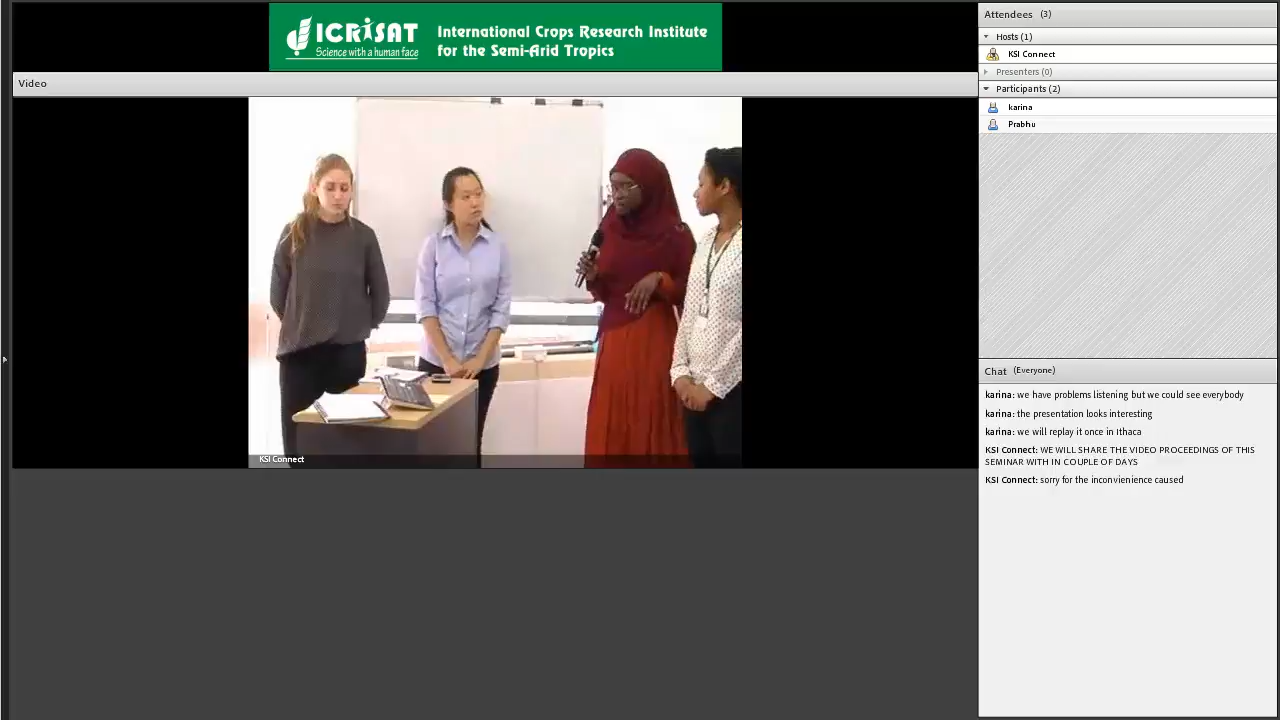 ICRISAT
Science with a human face
International Crops Research Institute
for the Semi-Arid Tropics
Video
KSI Connect
Attendees (3)
Hosts (1)
KSI Connect
Presenters (0)
Participants (2)
karina
Prabhu
Chat (Everyone)
karina: we have problems listening but we could see everybody
karina: the presentation looks interesting
karina: we will replay it once in Ithaca
KSI Connect: WE WILL SHARE THE VIDEO PROCEEDINGS OF THIS
SEMINAR WITH IN COUPLE OF DAYS
KSI Connect: sorry for the inconvienience caused